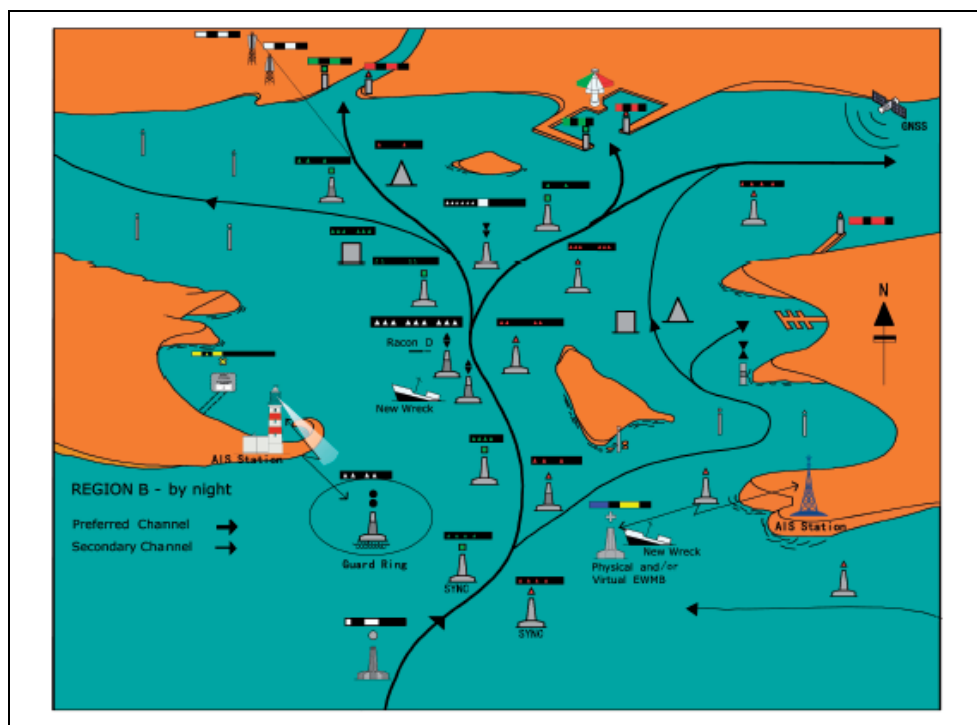 GNSS
N
Racon D
New Wreck
AIS Station
REGION B - by night
Preferred Channel
Secondary Channel
Guard Ring
SYNC
SYNC
New Wreck
Physical and/or
Virtual EWMB
AIS Station